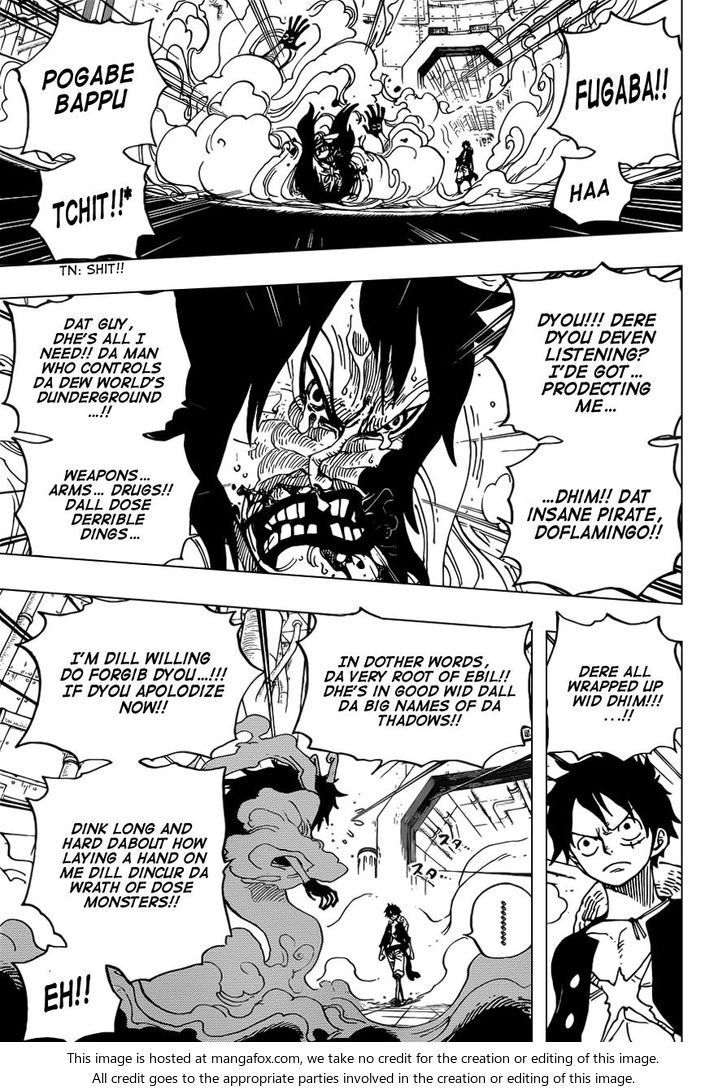 FUGABA!!
HAA
POGABE
BAPPU
TCHIT!!*
TN: SHIT!!
DYOU!!! DERE
DYOU DEVEN
LISTENING?
I'DE GOT...
PRODECTING
ME...
...DHIM!! DAT
INSANE PIRATE,
DOFLAMINGO!!
DAT GUY,
DHE'S ALL I
NEED!! DA MAN
WHO CONTROLS
DA DEW WORLD'S
DUNDERGROUND
...!!
WEAPONS...
ARMS... DRUGS!!
DALL DOSE
DERRIBLE
DINGS...
DERE ALL
WRAPPED UP
WID DHIM!!!
...!!
IN DOTHER WORDS,
DA VERY ROOT OF EBIL!!
DHE'S IN GOOD WID DALL
DA BIG NAMES OF DA
THADOWS!!
I'M DILL WILLING
DO FORGIB DYOU...!!!
IF DYOU APOLODIZE
NOW!!
DINK LONG AND
HARD DABOUT HOW
LAYING A HAND ON
ME DILL DINCUR DA
WRATH OF DOSE
MONSTERS!!
EH!!
This image is hosted at mangafox.com, we take no credit for the creation or editing of this image.
All credit goes to the appropriate parties involved in the creation or editing of this image.